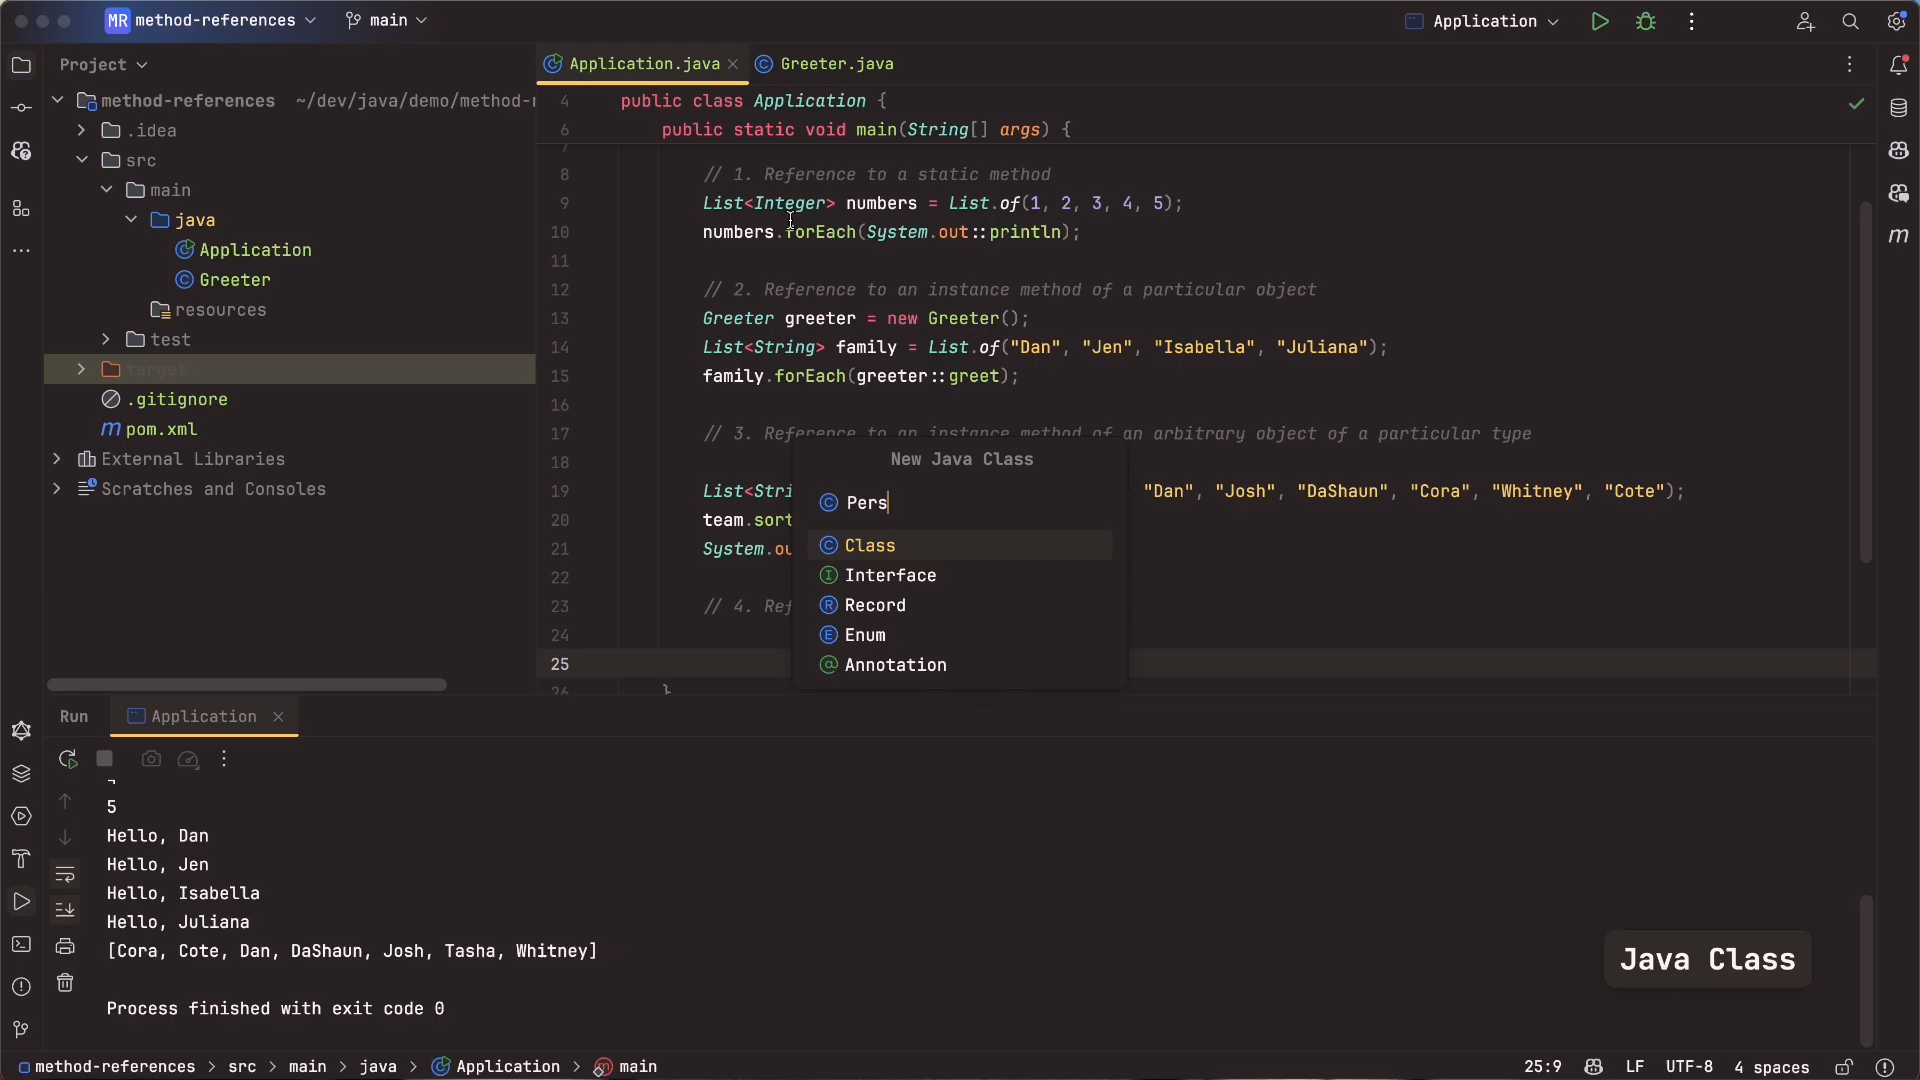 MR method-references main Application
Project
Application.java Greeter.java
method-references ~/dev/java/demo/method-r
.idea
src
main
java
Application
Greeter
resources
test
target
.gitignore
pom.xml
External Libraries
Scratches and Consoles
4 public class Application {
6 public static void main(String[] args) {
7
8 // 1. Reference to a static method
9 List<Integer> numbers = List.of(1, 2, 3, 4, 5);
10 numbers.forEach(System.out::println);
11
12 // 2. Reference to an instance method of a particular object
13 Greeter greeter = new Greeter();
14 List<String> family = List.of("Dan", "Jen", "Isabella", "Juliana");
15 family.forEach(greeter::greet);
16
17 // 3. Reference to an instance method of an arbitrary object of a particular type
18
19 List<Stri "Dan", "Josh", "DaShaun", "Cora", "Whitney", "Cote");
20 team.sort
21 System.ou
22
23 // 4. Ref
24
25
26 }
New Java Class
Pers
Class
Interface
Record
Enum
Annotation
Run Application
5
Hello, Dan
Hello, Jen
Hello, Isabella
Hello, Juliana
[Cora, Cote, Dan, DaShaun, Josh, Tasha, Whitney]
Process finished with exit code 0
Java Class
method-references > src > main > java > Application > main
25:9 LF UTF-8 4 spaces